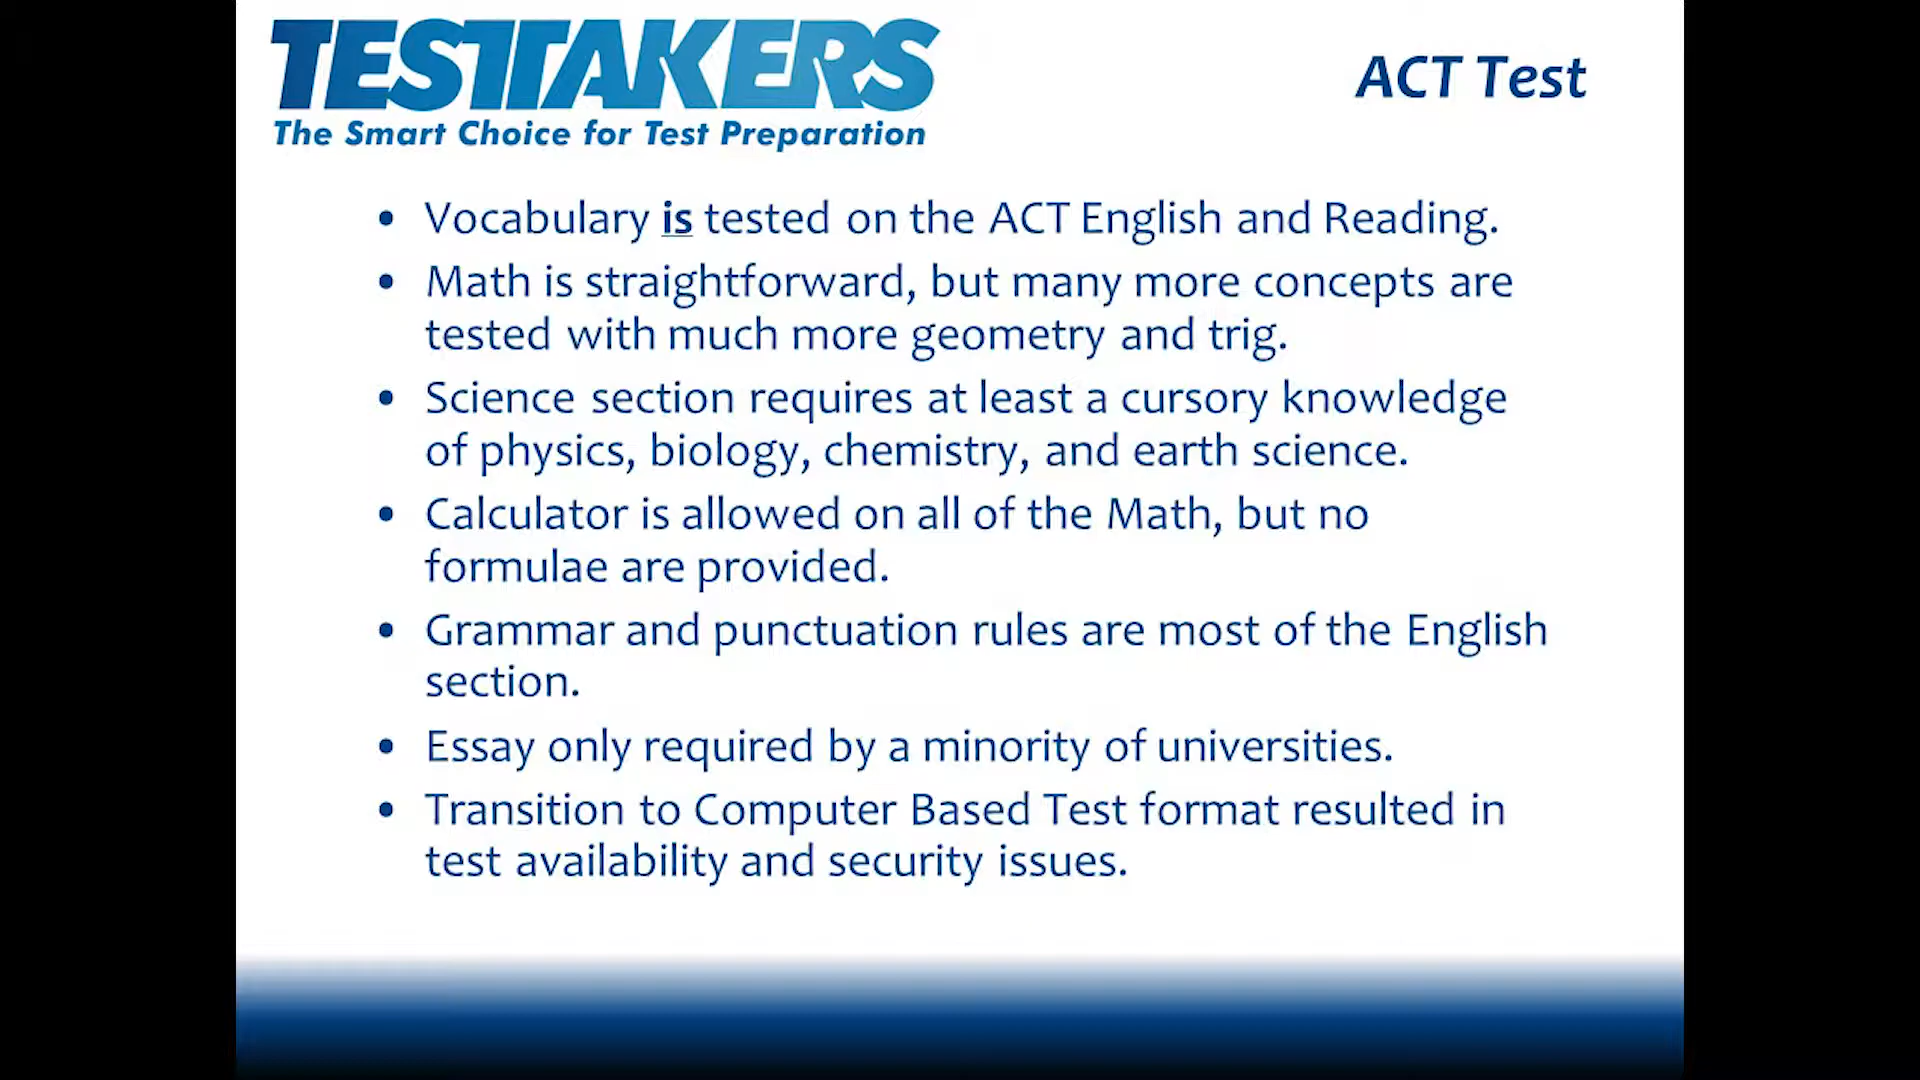 TESTTAKERS
The Smart Choice for Test Preparation
ACT Test
• Vocabulary is tested on the ACT English and Reading.
• Math is straightforward, but many more concepts are
tested with much more geometry and trig.
• Science section requires at least a cursory knowledge
of physics, biology, chemistry, and earth science.
• Calculator is allowed on all of the Math, but no
formulae are provided.
• Grammar and punctuation rules are most of the English
section.
• Essay only required by a minority of universities.
• Transition to Computer Based Test format resulted in
test availability and security issues.